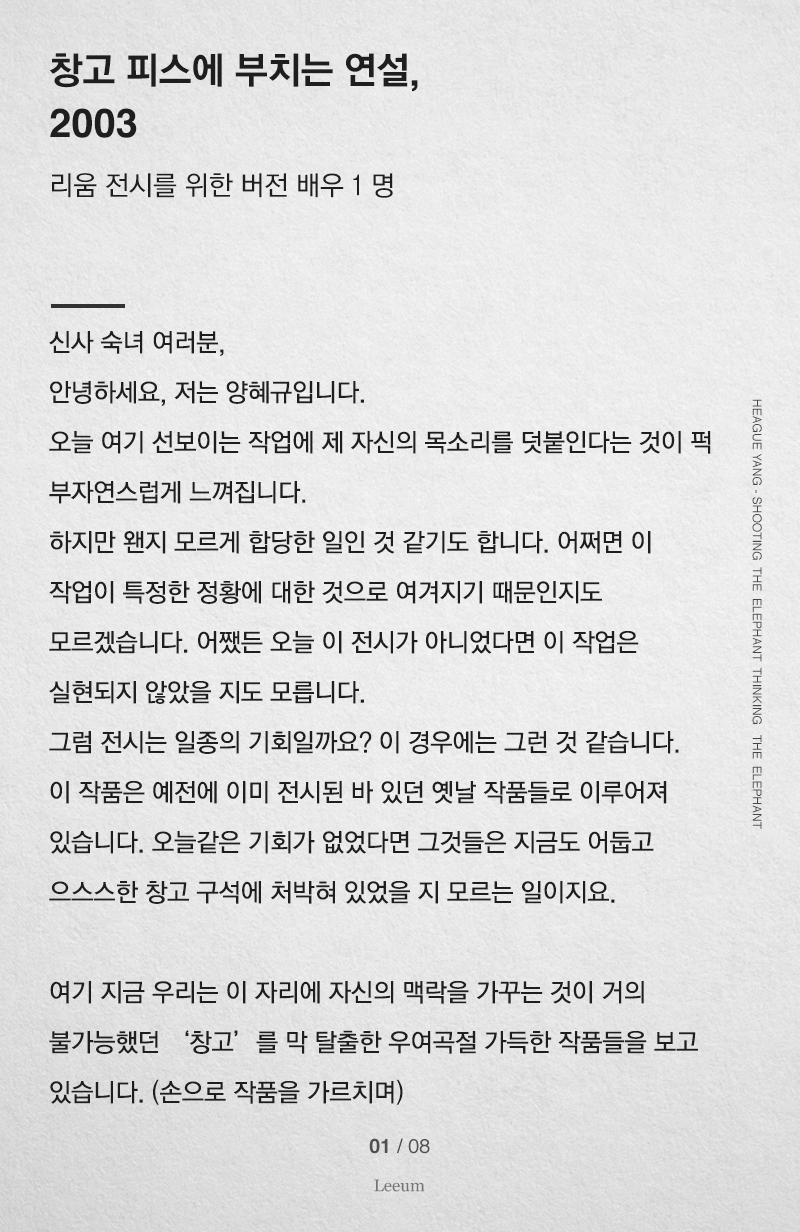 창고 피스에 부치는 연설,
2003
리움 전시를 위한 버전 배우 1 명
신사 숙녀 여러분,
안녕하세요, 저는 양혜규입니다.
오늘 여기 선보이는 작업에 제 자신의 목소리를 덧붙인다는 것이 퍽
부자연스럽게 느껴집니다.
하지만 왠지 모르게 합당한 일인 것 같기도 합니다. 어쩌면 이
작업이 특정한 정황에 대한 것으로 여겨지기 때문인지도
모르겠습니다. 어쨌든 오늘 이 전시가 아니었다면 이 작업은
실현되지 않았을 지도 모릅니다.
그럼 전시는 일종의 기회일까요? 이 경우에는 그런 것 같습니다.
이 작품은 예전에 이미 전시된 바 있던 옛날 작품들로 이루어져
있습니다. 오늘같은 기회가 없었다면 그것들은 지금도 어둡고
으스스한 창고 구석에 처박혀 있었을 지 모르는 일이지요.
여기 지금 우리는 이 자리에 자신의 맥락을 가꾸는 것이 거의
불가능했던 ‘창고’를 막 탈출한 우여곡절 가득한 작품들을 보고
있습니다. (손으로 작품을 가르치며)
HEAGUE YANG - SHOOTING THE ELEPHANT THINKING THE ELEPHANT
01 / 08
Leeum